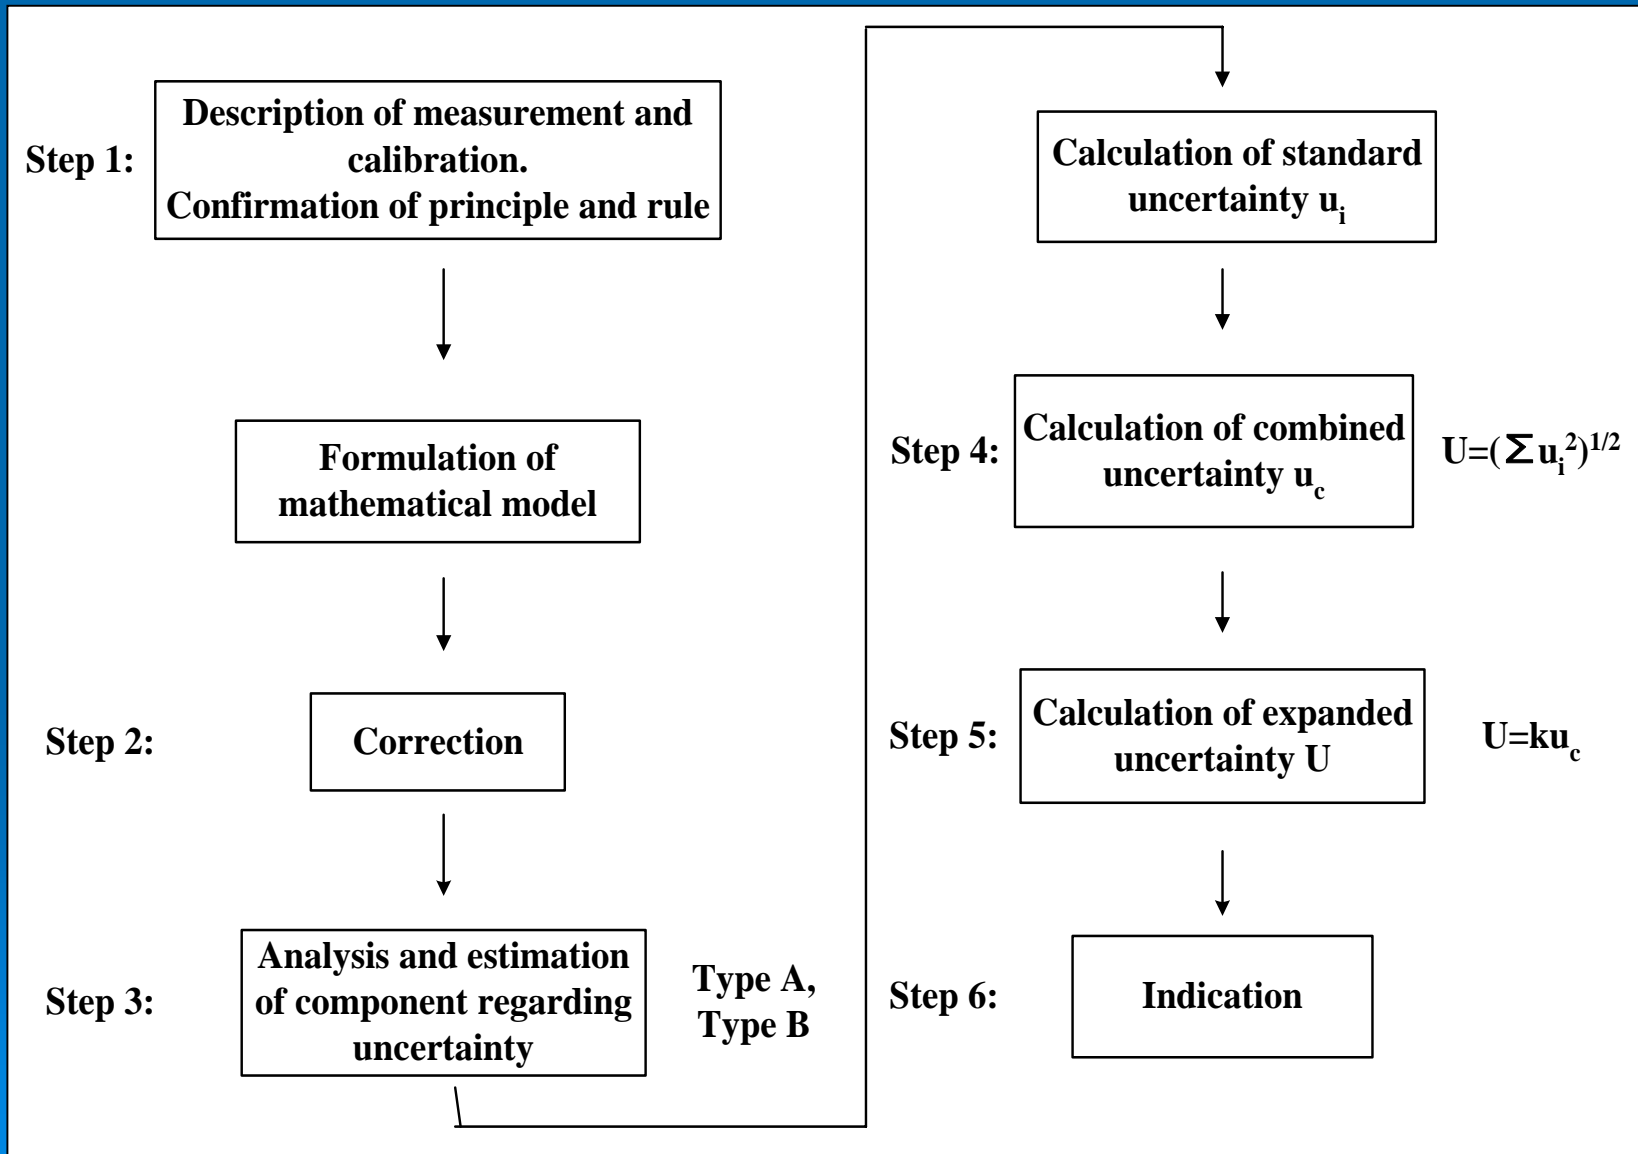 Step 1:
Description of measurement and
calibration.
Confirmation of principle and rule
Formulation of
mathematical model
Step 2:
Correction
Step 3:
Analysis and estimation
of component regarding
uncertainty
Type A,
Type B
Calculation of standard
uncertainty uᵢ
Step 4:
Calculation of combined
uncertainty u_c
U=(Σuᵢ²)^1/2
Step 5:
Calculation of expanded
uncertainty U
U=ku_c
Step 6:
Indication